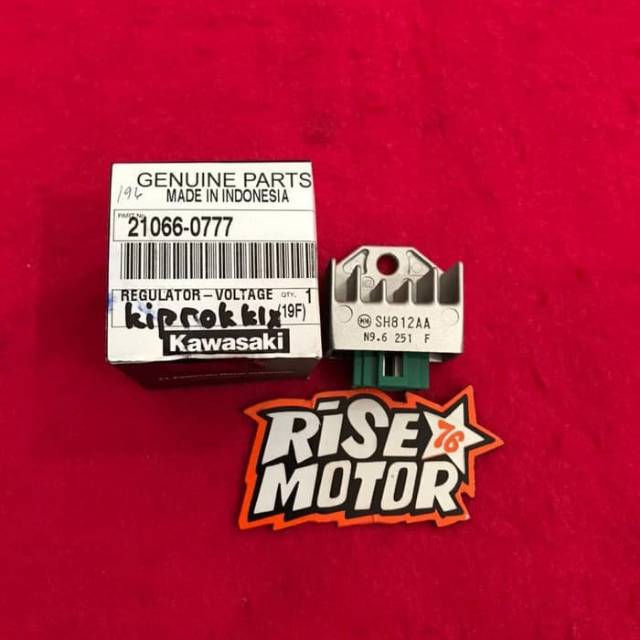 GENUINE PARTS
19L
MADE IN INDONESIA
PART No.
21066-0777
REGULATOR-VOLTAGE QTY. 1
kiprok klx (19F)
Kawasaki
SH812AA
N9.6 251 F
RiSE 76
MOTOR